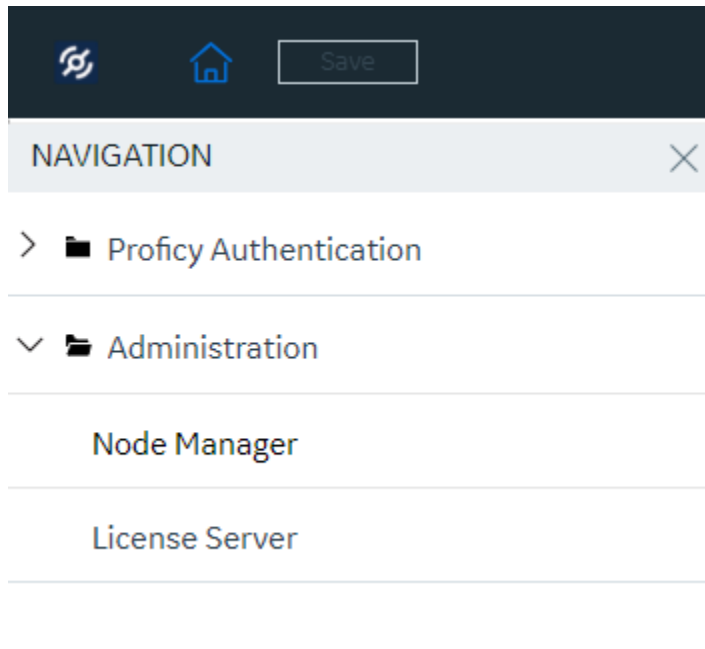 Save
NAVIGATION
Proficy Authentication
Administration
Node Manager
License Server